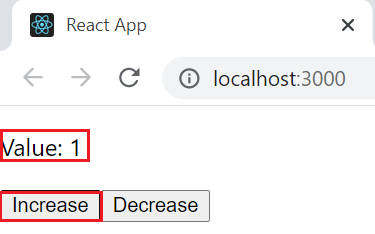 React App
localhost:3000
Value: 1
Increase Decrease